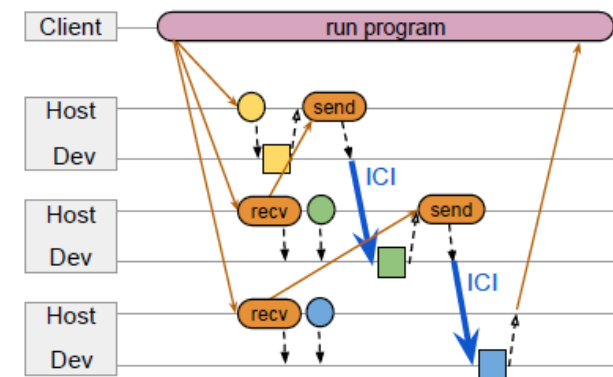 Client
run program
Host
send
Dev
ICI
Host
recv
send
Dev
ICI
Host
recv
Dev